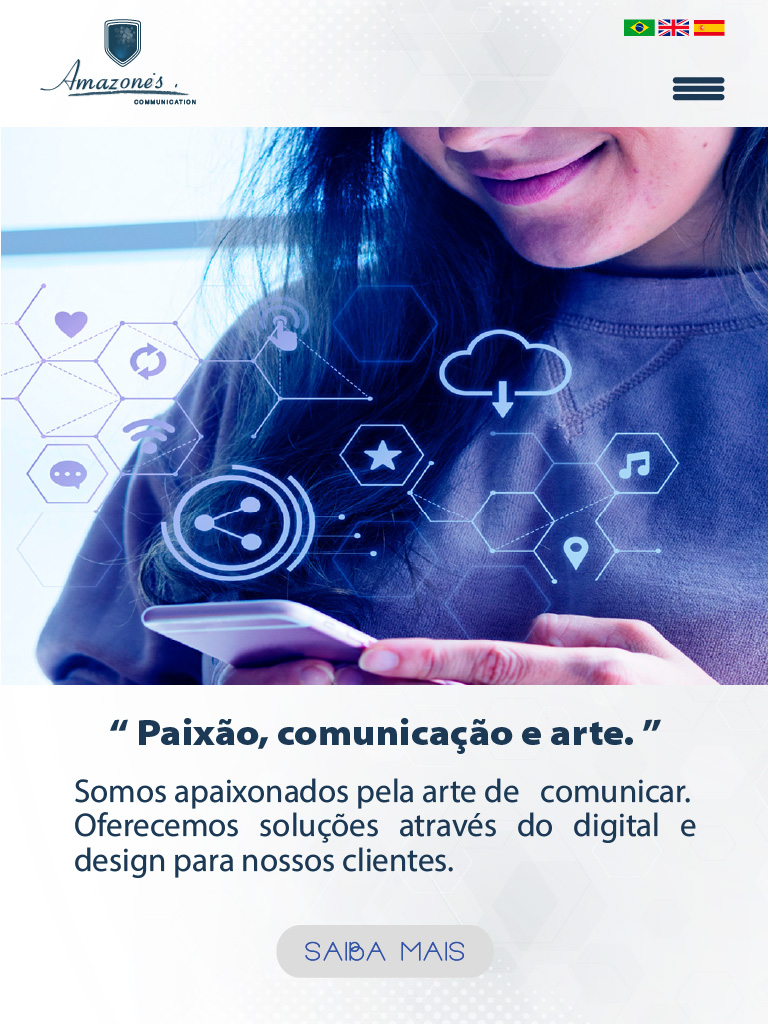 Amazone's.
COMMUNICATION
“ Paixão, comunicação e arte. ”
Somos apaixonados pela arte de comunicar.
Oferecemos soluções através do digital e
design para nossos clientes.
SAIBA MAIS